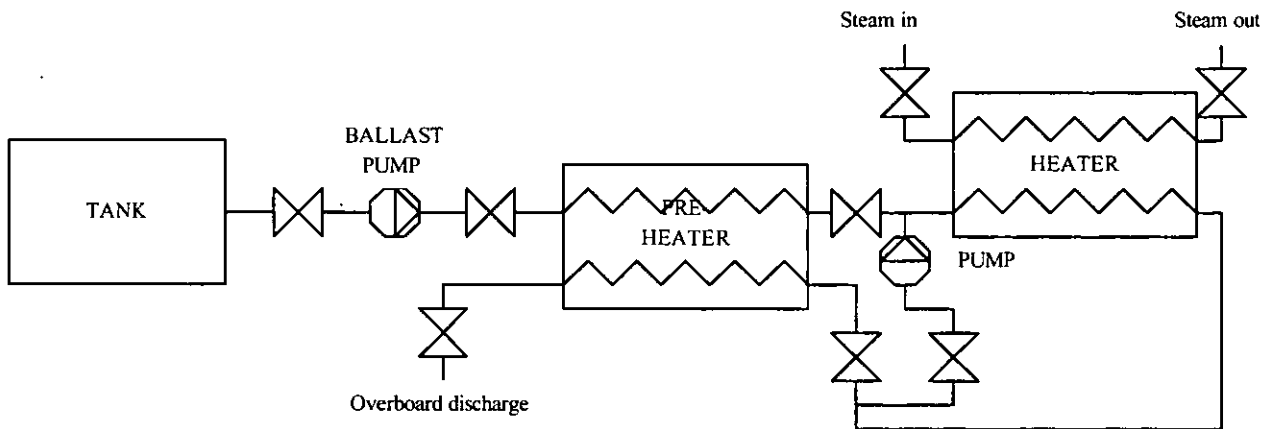 Steam in
Steam out
BALLAST
PUMP
HEATER
TANK
PRE-
HEATER
PUMP
Overboard discharge